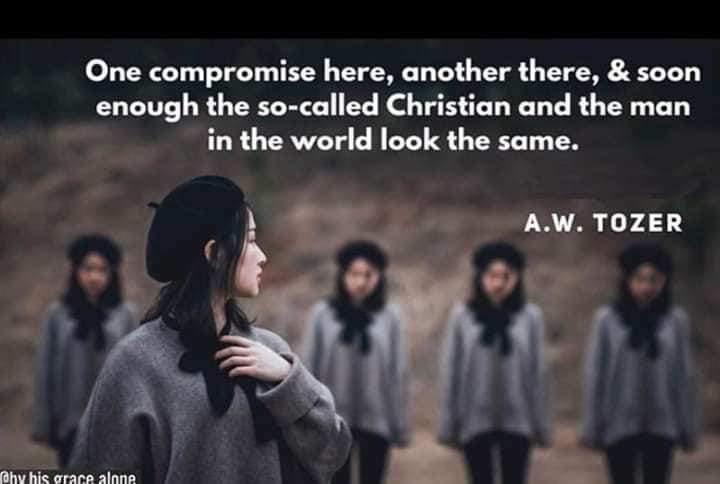 One compromise here, another there, & soon
enough the so-called Christian and the man
in the world look the same.
A.W. TOZER
@by his grace alone